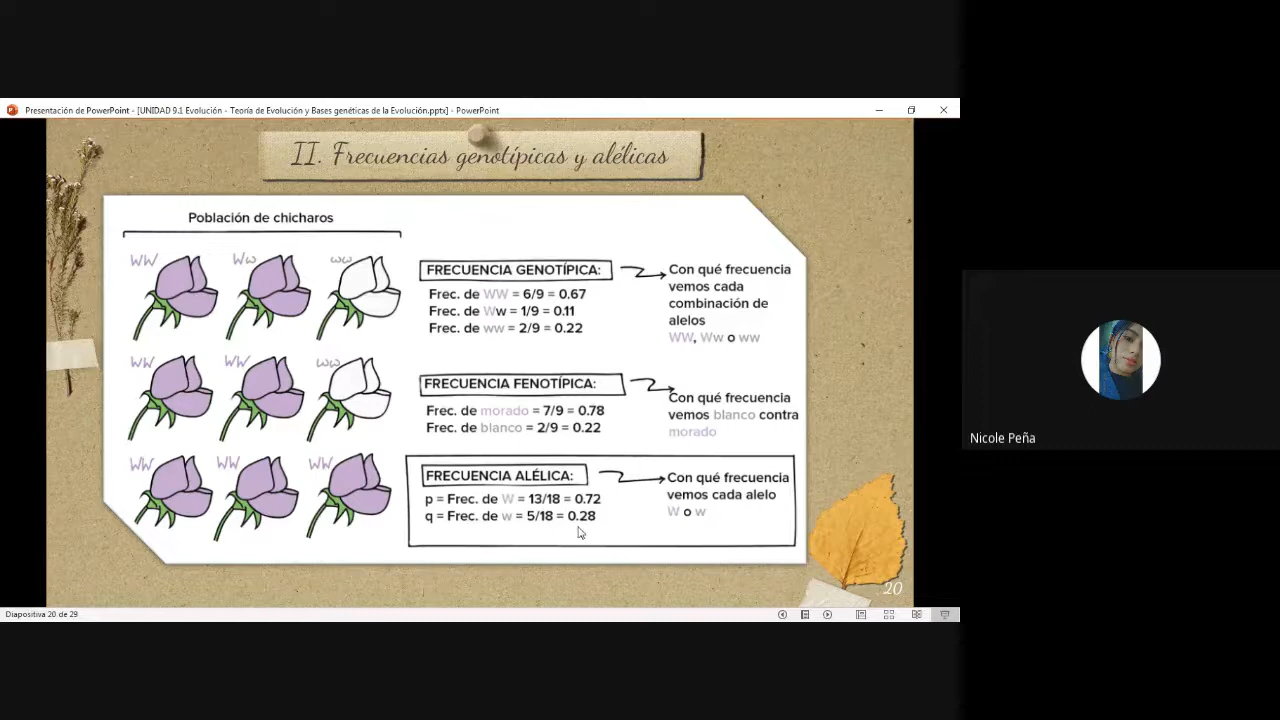 Presentación de PowerPoint - [UNIDAD 9.1 Evolución - Teoría de Evolución y Bases genéticas de la Evolución.pptx] - PowerPoint
II. Frecuencias genotípicas y alélicas
Población de chicharos
WW Ww ww
WW WW ww
WW WW WW
FRECUENCIA GENOTÍPICA:
Frec. de WW = 6/9 = 0.67
Frec. de Ww = 1/9 = 0.11
Frec. de ww = 2/9 = 0.22
Con qué frecuencia
vemos cada
combinación de
alelos
WW, Ww o ww
FRECUENCIA FENOTÍPICA:
Frec. de morado = 7/9 = 0.78
Frec. de blanco = 2/9 = 0.22
Con qué frecuencia
vemos blanco contra
morado
FRECUENCIA ALÉLICA:
p = Frec. de W = 13/18 = 0.72
q = Frec. de w = 5/18 = 0.28
Con qué frecuencia
vemos cada alelo
W o w
20
Diapositiva 20 de 29
Nicole Peña